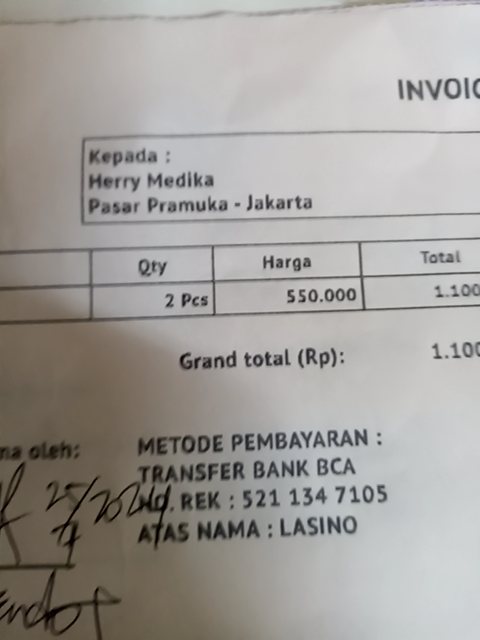 INVOIC
Kepada :
Herry Medika
Pasar Pramuka - Jakarta
Qty Harga Total
2 Pcs 550.000 1.100
Grand total (Rp): 1.100
ma oleh: METODE PEMBAYARAN :
TRANSFER BANK BCA
25/2024 NO. REK : 521 134 7105
7 ATAS NAMA : LASINO